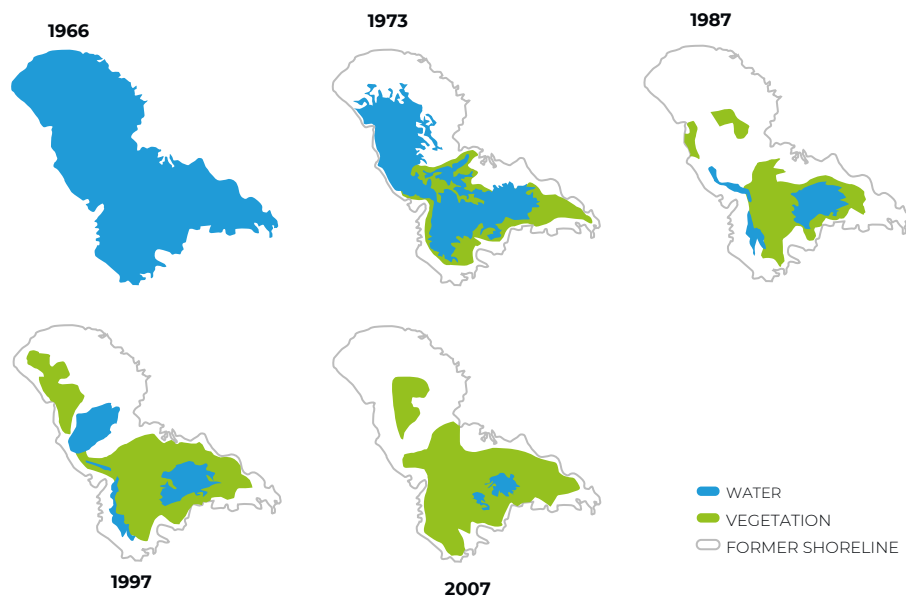 1966
1973
1987
1997
2007
WATER
VEGETATION
FORMER SHORELINE